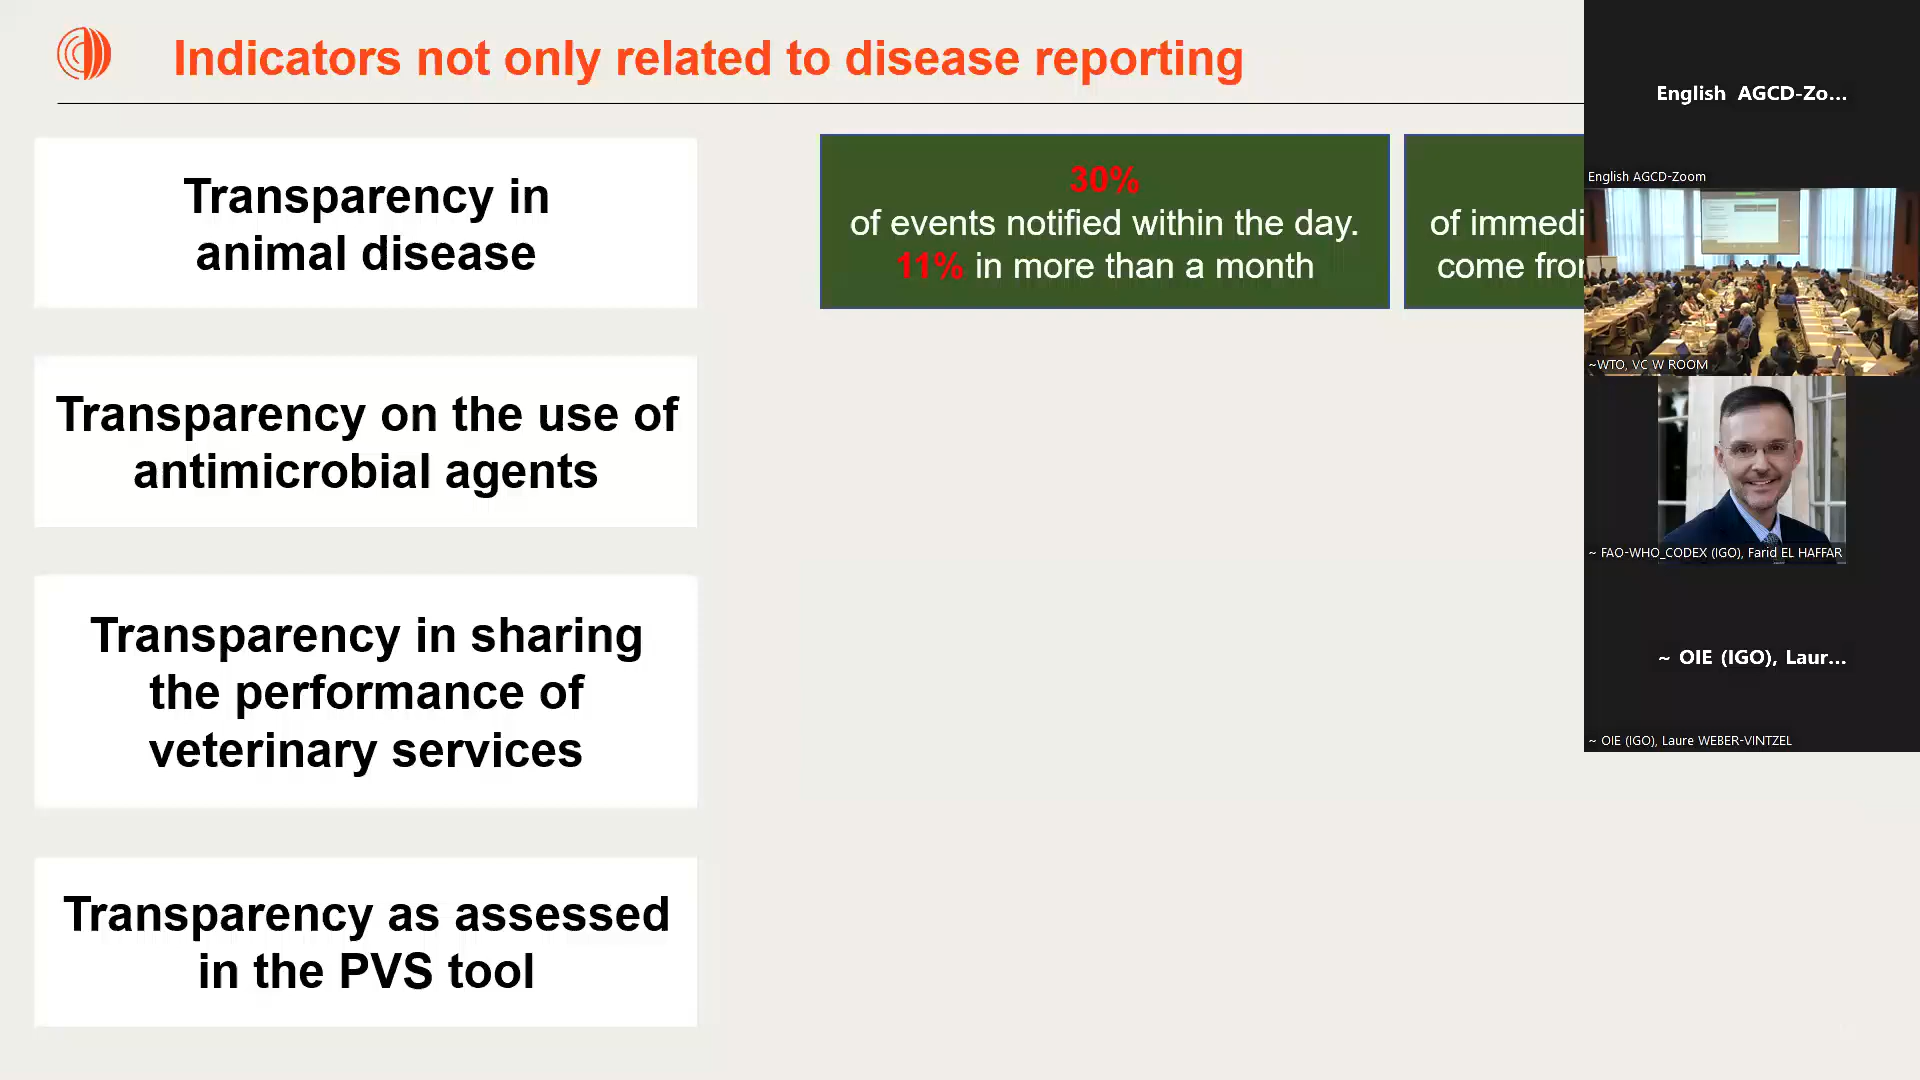 Indicators not only related to disease reporting
Transparency in
animal disease
30%
of events notified within the day.
11% in more than a month
of immedi
come from
Transparency on the use of
antimicrobial agents
Transparency in sharing
the performance of
veterinary services
Transparency as assessed
in the PVS tool
English AGCD-Zo...
English AGCD-Zoom
~WTO, VC W ROOM
~ FAO-WHO_CODEX (IGO), Farid EL HAFFAR
~ OIE (IGO), Laur...
~ OIE (IGO), Laure WEBER-VINTZEL